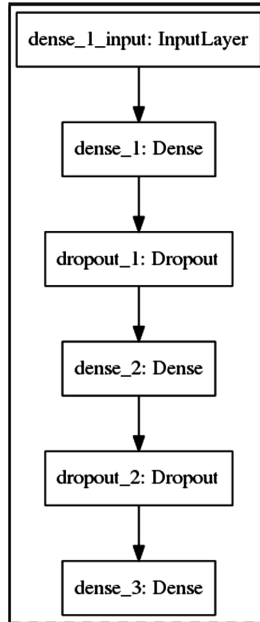 dense_1_input: InputLayer
dense_1: Dense
dropout_1: Dropout
dense_2: Dense
dropout_2: Dropout
dense_3: Dense